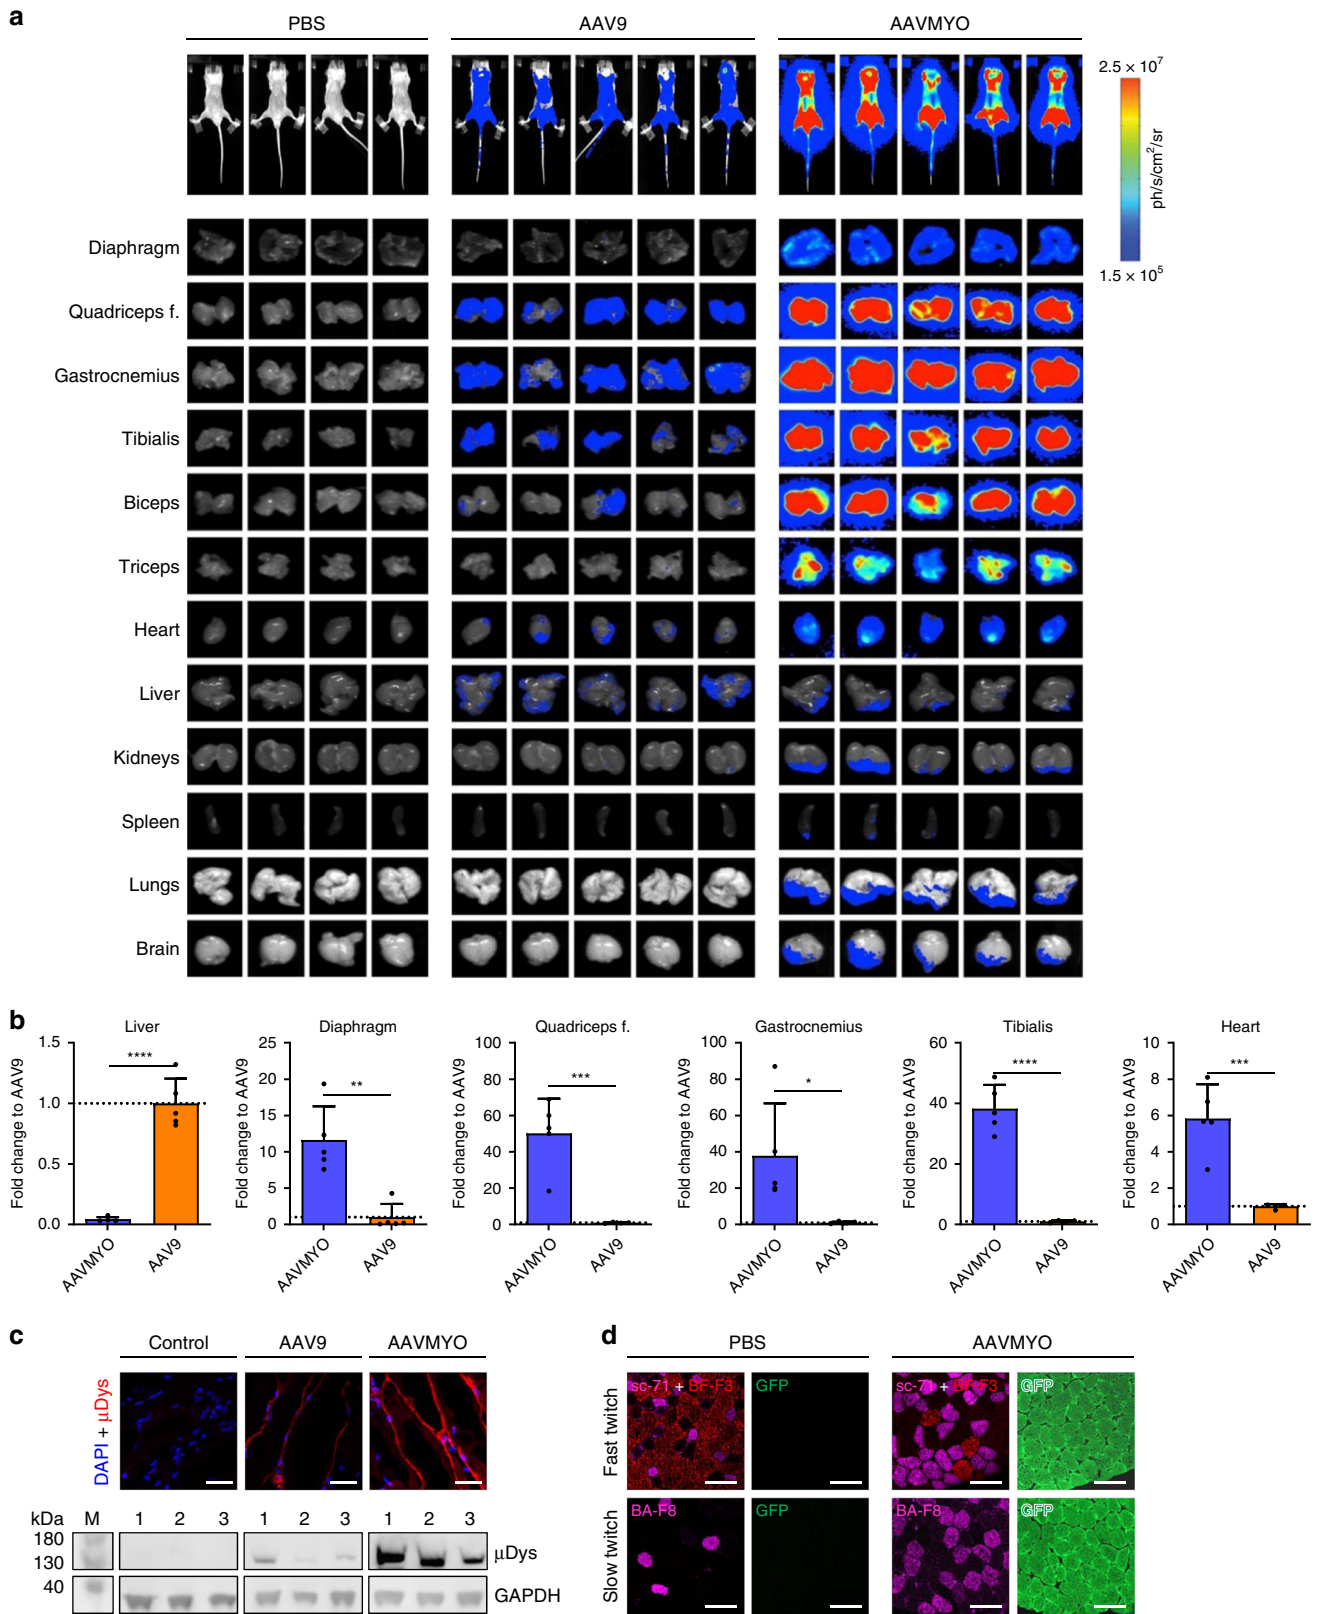 a
PBS
AAV9
AAVMYO
2.5 × 10⁷
ph/s/cm²/sr
1.5 × 10⁵
Diaphragm
Quadriceps f.
Gastrocnemius
Tibialis
Biceps
Triceps
Heart
Liver
Kidneys
Spleen
Lungs
Brain
b
Liver
Fold change to AAV9
1.5
1.0
0.5
0.0
****
AAVMYO
AAV9
Diaphragm
Fold change to AAV9
25
20
15
10
5
0
**
AAVMYO
AAV9
Quadriceps f.
Fold change to AAV9
100
80
60
40
20
0
***
AAVMYO
AAV9
Gastrocnemius
Fold change to AAV9
100
80
60
40
20
0
*
AAVMYO
AAV9
Tibialis
Fold change to AAV9
60
40
20
0
****
AAVMYO
AAV9
Heart
Fold change to AAV9
10
8
6
4
2
0
***
AAVMYO
AAV9
c
Control
AAV9
AAVMYO
DAPI + μDys
kDa M 1 2 3 1 2 3 1 2 3
180
130
μDys
40
GAPDH
d
PBS
AAVMYO
Fast twitch
sc-71 + BF-F3
GFP
sc-71 + BF-F3
GFP
Slow twitch
BA-F8
GFP
BA-F8
GFP